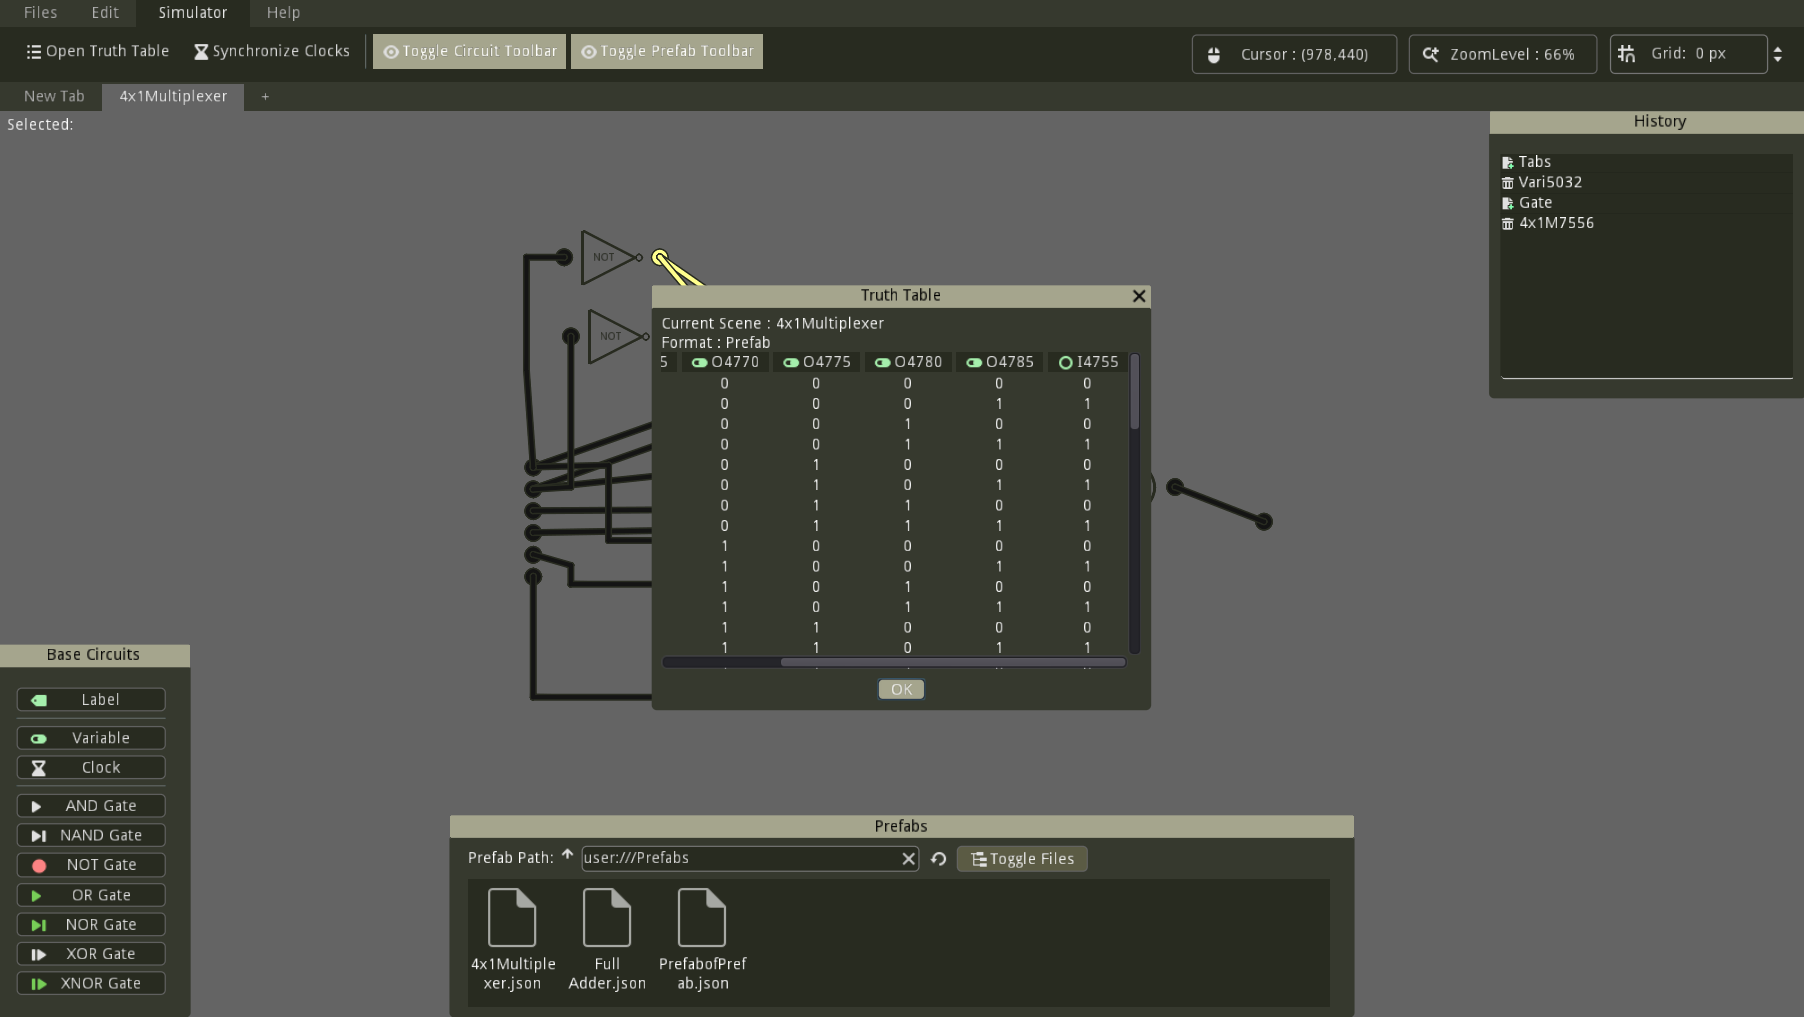 Files Edit Simulator Help
Open Truth Table Synchronize Clocks Toggle Circuit Toolbar Toggle Prefab Toolbar Cursor : (978,440) ZoomLevel : 66% Grid: 0 px
New Tab 4x1Multiplexer +
Selected:
History
Tabs
Vari5032
Gate
4x1M7556
NOT
NOT
Truth Table
Current Scene : 4x1Multiplexer
Format : Prefab
5 O4770 O4775 O4780 O4785 I4755
0 0 0 0 0
0 0 0 1 1
0 0 1 0 0
0 0 1 1 1
0 1 0 0 0
0 1 0 1 1
0 1 1 0 0
0 1 1 1 1
1 0 0 0 0
1 0 0 1 1
1 0 1 0 0
1 0 1 1 1
1 1 0 0 0
1 1 0 1 1
OK
Base Circuits
Label
Variable
Clock
AND Gate
NAND Gate
NOT Gate
OR Gate
NOR Gate
XOR Gate
XNOR Gate
Prefabs
Prefab Path: user:///Prefabs Toggle Files
4x1Multiple
xer.json
Full
Adder.json
PrefabofPref
ab.json